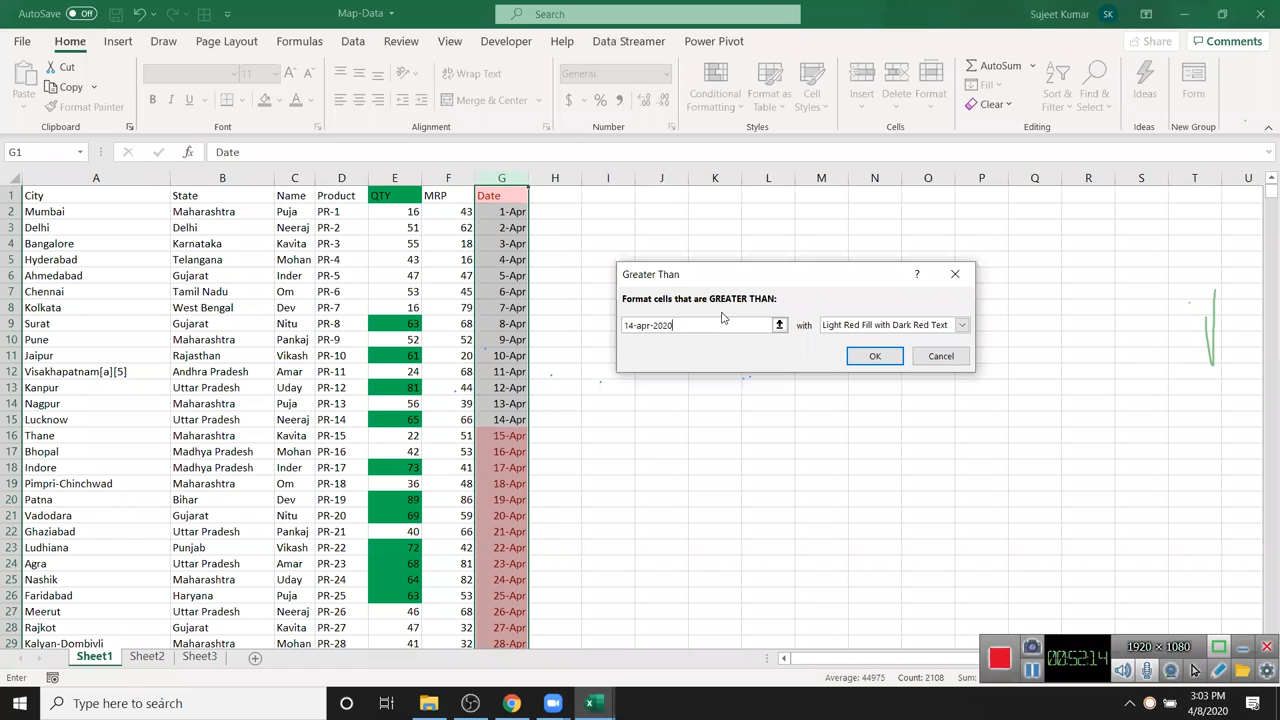 AutoSave Off Map-Data Search Sujeet Kumar SK
File Home Insert Draw Page Layout Formulas Data Review View Developer Help Data Streamer Power Pivot Share Comments
Paste Cut Copy Format Painter Clipboard
11 Font
Wrap Text Merge & Center Alignment
General Number
Conditional Formatting Format as Table Cell Styles Styles
Insert Delete Format Cells
AutoSum Fill Clear Sort & Filter Find & Select Editing
Ideas Ideas
Form New Group
G1 fx Date
A B C D E F G H I J K L M N O P Q R S T U
1 City State Name Product QTY MRP Date
2 Mumbai Maharashtra Puja PR-1 16 43 1-Apr
3 Delhi Delhi Neeraj PR-2 51 62 2-Apr
4 Bangalore Karnataka Kavita PR-3 55 18 3-Apr
5 Hyderabad Telangana Mohan PR-4 43 16 4-Apr
6 Ahmedabad Gujarat Inder PR-5 47 47 5-Apr
7 Chennai Tamil Nadu Om PR-6 53 45 6-Apr
8 Kolkata West Bengal Dev PR-7 16 79 7-Apr
9 Surat Gujarat Nitu PR-8 63 68 8-Apr
10 Pune Maharashtra Pankaj PR-9 52 52 9-Apr
11 Jaipur Rajasthan Vikash PR-10 61 20 10-Apr
12 Visakhapatnam[a][5] Andhra Pradesh Amar PR-11 24 68 11-Apr
13 Kanpur Uttar Pradesh Uday PR-12 81 44 12-Apr
14 Nagpur Maharashtra Puja PR-13 56 39 13-Apr
15 Lucknow Uttar Pradesh Neeraj PR-14 65 66 14-Apr
16 Thane Maharashtra Kavita PR-15 22 51 15-Apr
17 Bhopal Madhya Pradesh Mohan PR-16 42 53 16-Apr
18 Indore Madhya Pradesh Inder PR-17 73 41 17-Apr
19 Pimpri-Chinchwad Maharashtra Om PR-18 36 48 18-Apr
20 Patna Bihar Dev PR-19 89 86 19-Apr
21 Vadodara Gujarat Nitu PR-20 69 59 20-Apr
22 Ghaziabad Uttar Pradesh Pankaj PR-21 40 66 21-Apr
23 Ludhiana Punjab Vikash PR-22 72 42 22-Apr
24 Agra Uttar Pradesh Amar PR-23 68 81 23-Apr
25 Nashik Maharashtra Uday PR-24 64 82 24-Apr
26 Faridabad Haryana Puja PR-25 63 53 25-Apr
27 Meerut Uttar Pradesh Neeraj PR-26 46 68 26-Apr
28 Rajkot Gujarat Kavita PR-27 47 32 27-Apr
29 Kalyan-Dombivli Maharashtra Mohan PR-28 41 32 28-Apr
Greater Than ?
Format cells that are GREATER THAN:
14-apr-2020 with Light Red Fill with Dark Red Text
OK Cancel
Sheet1 Sheet2 Sheet3
Enter Average: 44975 Count: 2108 Sum:
00:52:14 1920 × 1080
Type here to search
3:03 PM
4/8/2020